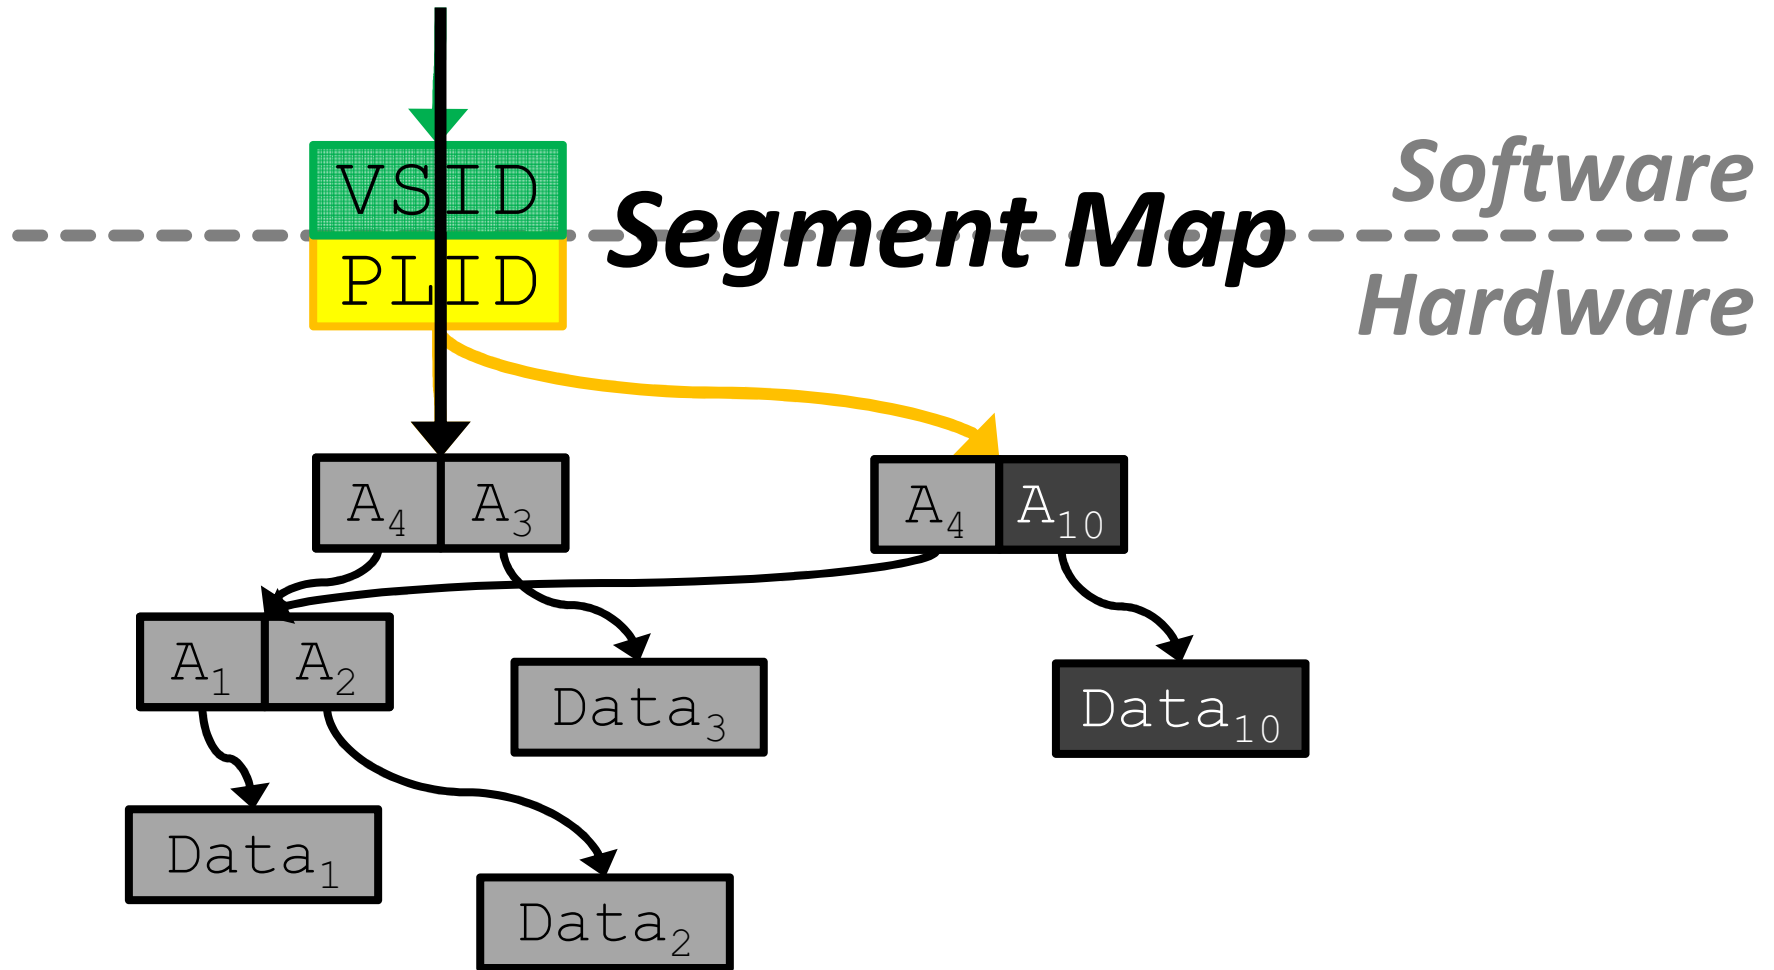 Software
VSID
Segment Map
PLID
Hardware
A₄ A₃
A₄ A₁₀
A₁ A₂
Data₃
Data₁₀
Data₁
Data₂